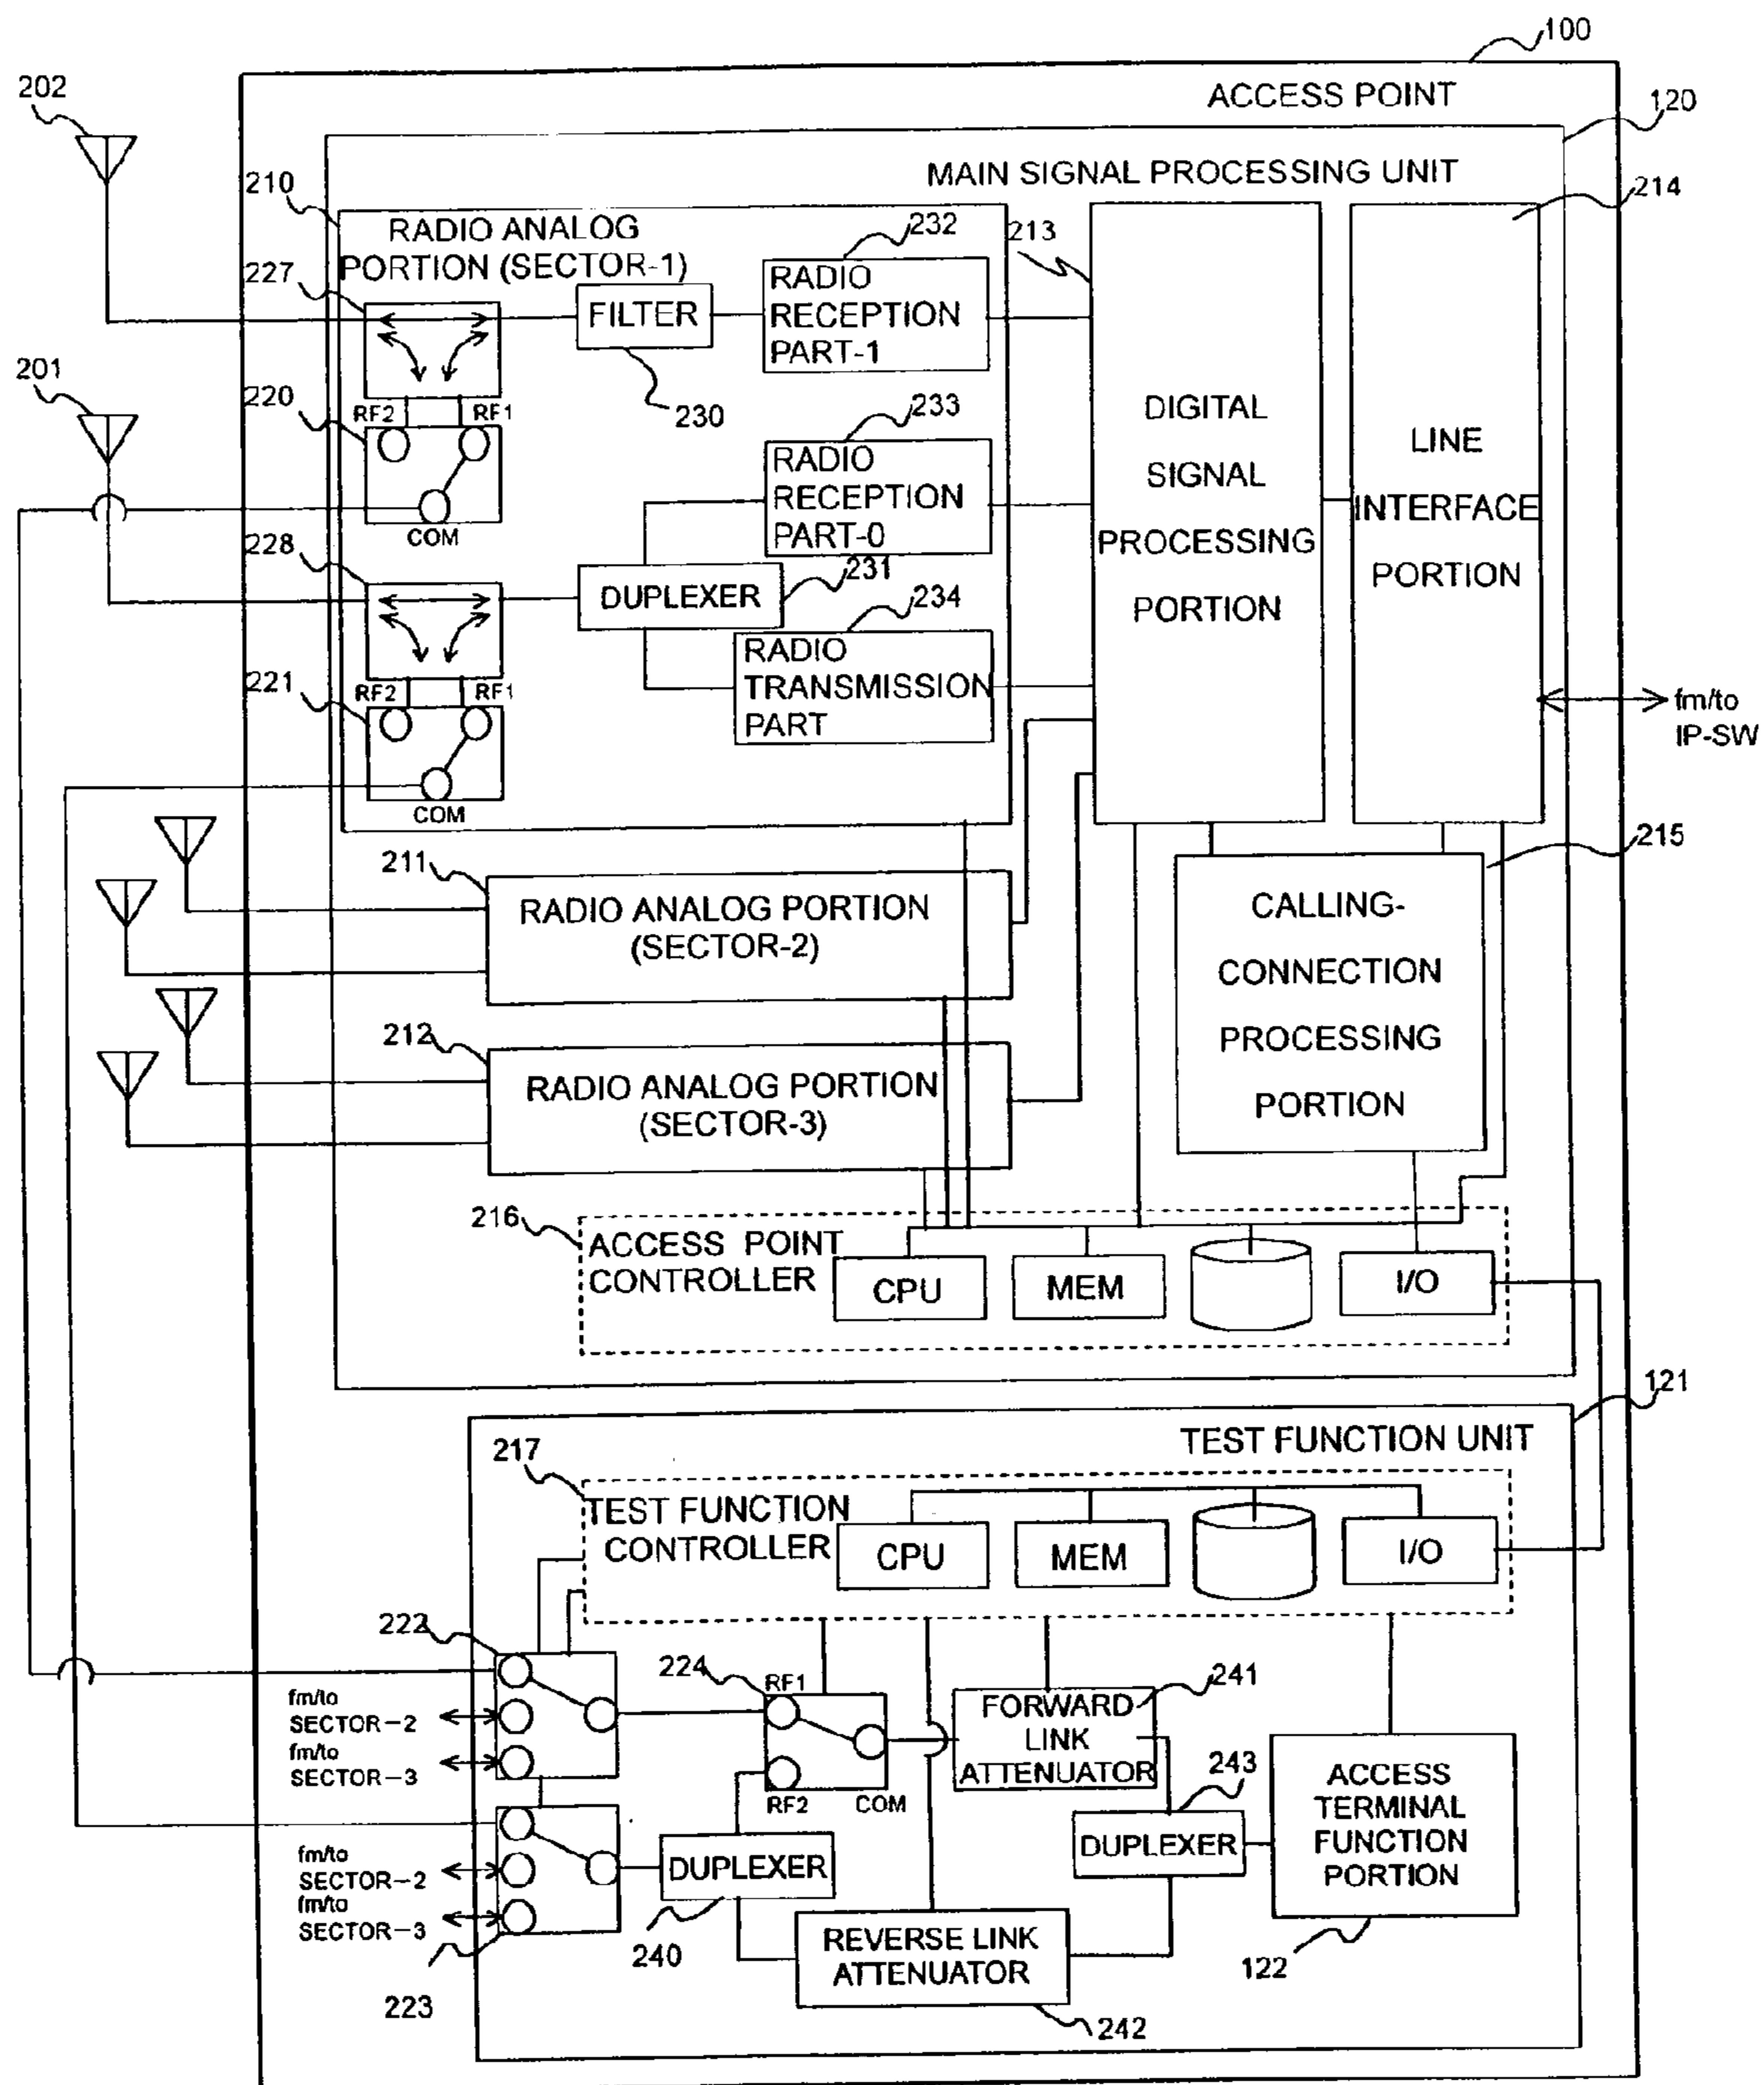 100
ACCESS POINT
120
202
MAIN SIGNAL PROCESSING UNIT
214
210
RADIO ANALOG
PORTION (SECTOR-1)
232
213
227
FILTER
RADIO
RECEPTION
PART-1
230
201
220
RF2
RF1
COM
233
RADIO
RECEPTION
PART-0
DIGITAL
SIGNAL
PROCESSING
PORTION
LINE
INTERFACE
PORTION
228
DUPLEXER
231
234
RADIO
TRANSMISSION
PART
221
RF2
RF1
COM
fm/to
IP-SW
215
211
RADIO ANALOG PORTION
(SECTOR-2)
CALLING-
CONNECTION
PROCESSING
PORTION
212
RADIO ANALOG PORTION
(SECTOR-3)
216
ACCESS POINT
CONTROLLER
CPU
MEM
I/O
121
TEST FUNCTION UNIT
217
TEST FUNCTION
CONTROLLER
CPU
MEM
I/O
222
224
RF1
241
fm/to
SECTOR-2
fm/to
SECTOR-3
FORWARD
LINK
ATTENUATOR
RF2
COM
243
ACCESS
TERMINAL
FUNCTION
PORTION
DUPLEXER
DUPLEXER
fm/to
SECTOR-2
fm/to
SECTOR-3
240
REVERSE LINK
ATTENUATOR
122
223
242